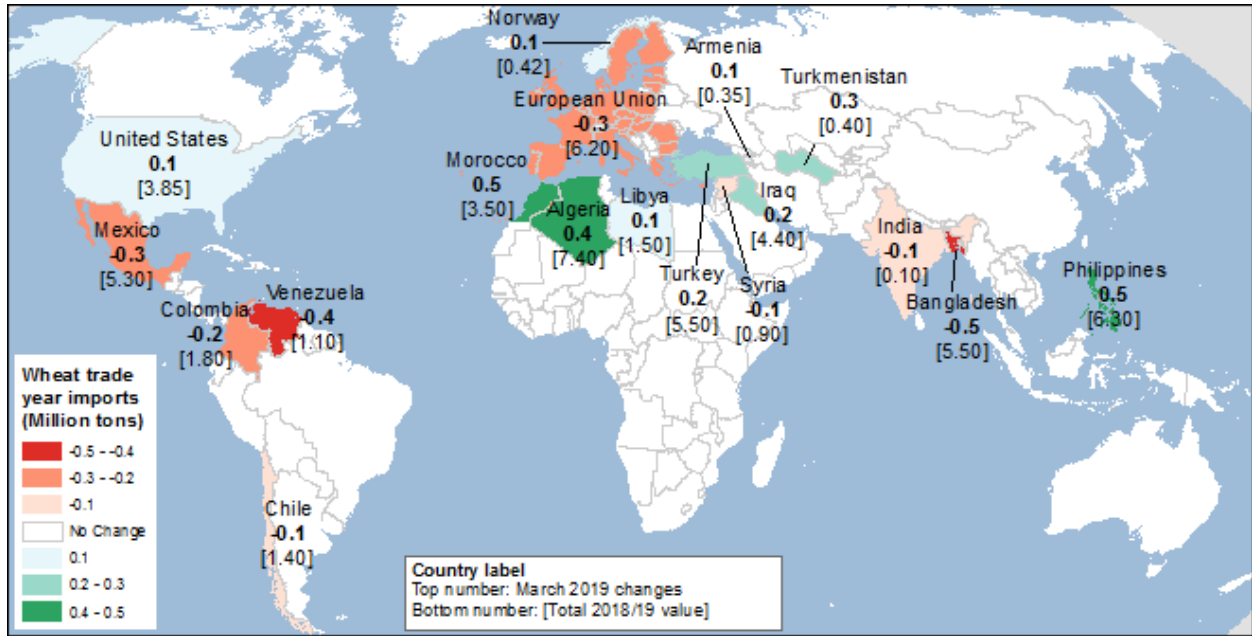 Norway
0.1
[0.42]
Armenia
0.1
[0.35]
Turkmenistan
0.3
[0.40]
European Union
-0.3
[6.20]
United States
0.1
[3.85]
Morocco
0.5
[3.50]
Algeria
0.4
[7.40]
Libya
0.1
[1.50]
Iraq
0.2
[4.40]
Mexico
-0.3
[5.30]
India
-0.1
[0.10]
Turkey
0.2
[5.50]
Syria
-0.1
[0.90]
Bangladesh
-0.5
[5.50]
Philippines
0.5
[6.30]
Colombia
-0.2
[1.80]
Venezuela
-0.4
[1.10]
Chile
-0.1
[1.40]
Wheat trade
year imports
(Million tons)
-0.5 - -0.4
-0.3 - -0.2
-0.1
No Change
0.1
0.2 - 0.3
0.4 - 0.5
Country label
Top number: March 2019 changes
Bottom number: [Total 2018/19 value]